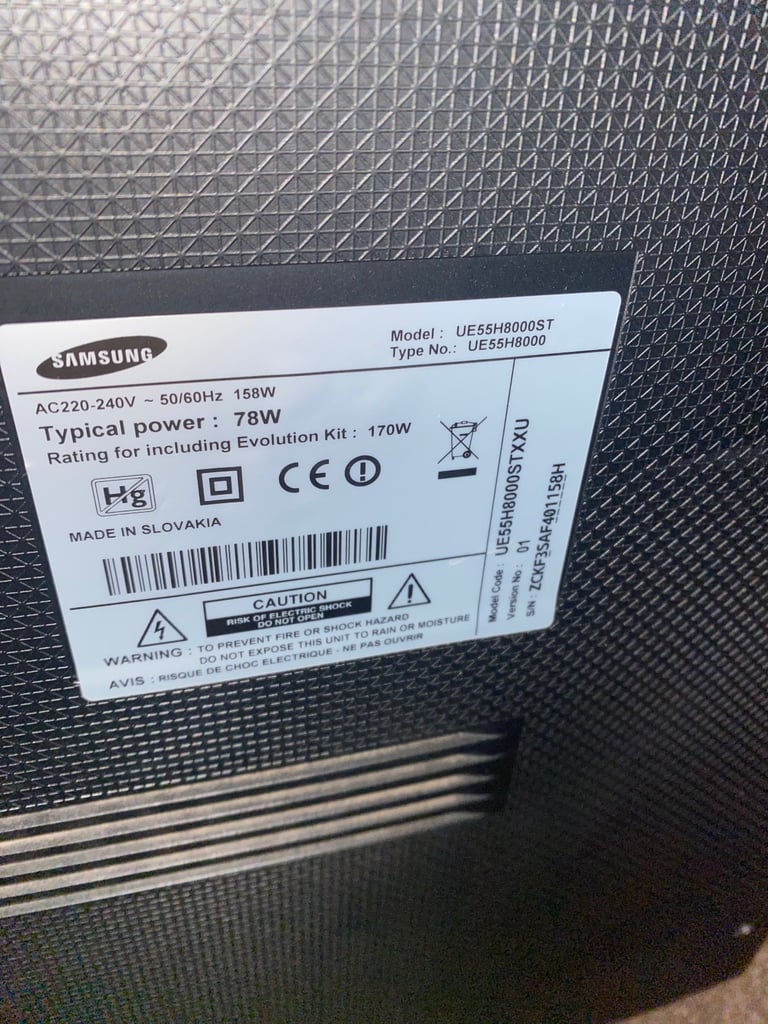 SAMSUNG
Model : UE55H8000ST
Type No.: UE55H8000
AC220-240V ~ 50/60Hz 158W
Typical power : 78W
Rating for including Evolution Kit : 170W
Hg
CE
MADE IN SLOVAKIA
CAUTION
RISK OF ELECTRIC SHOCK
DO NOT OPEN
WARNING : TO PREVENT FIRE OR SHOCK HAZARD
DO NOT EXPOSE THIS UNIT TO RAIN OR MOISTURE
AVIS : RISQUE DE CHOC ELECTRIQUE - NE PAS OUVRIR
Model Code : UE55H8000STXXU
Version No : 01
S/N : ZCKF3SAF401158H